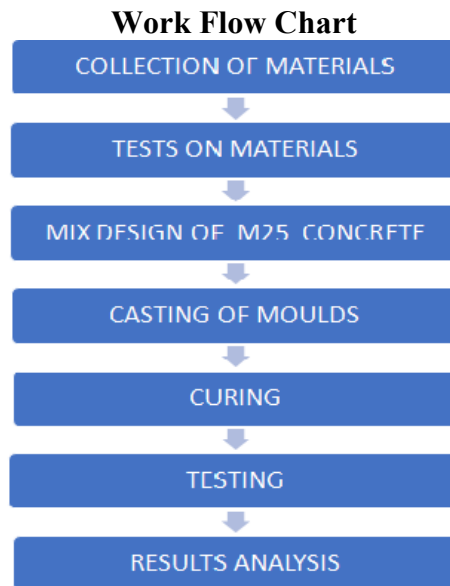 Work Flow Chart
COLLECTION OF MATERIALS
TESTS ON MATERIALS
MIX DESIGN OF M25 CONCRETE
CASTING OF MOULDS
CURING
TESTING
RESULTS ANALYSIS